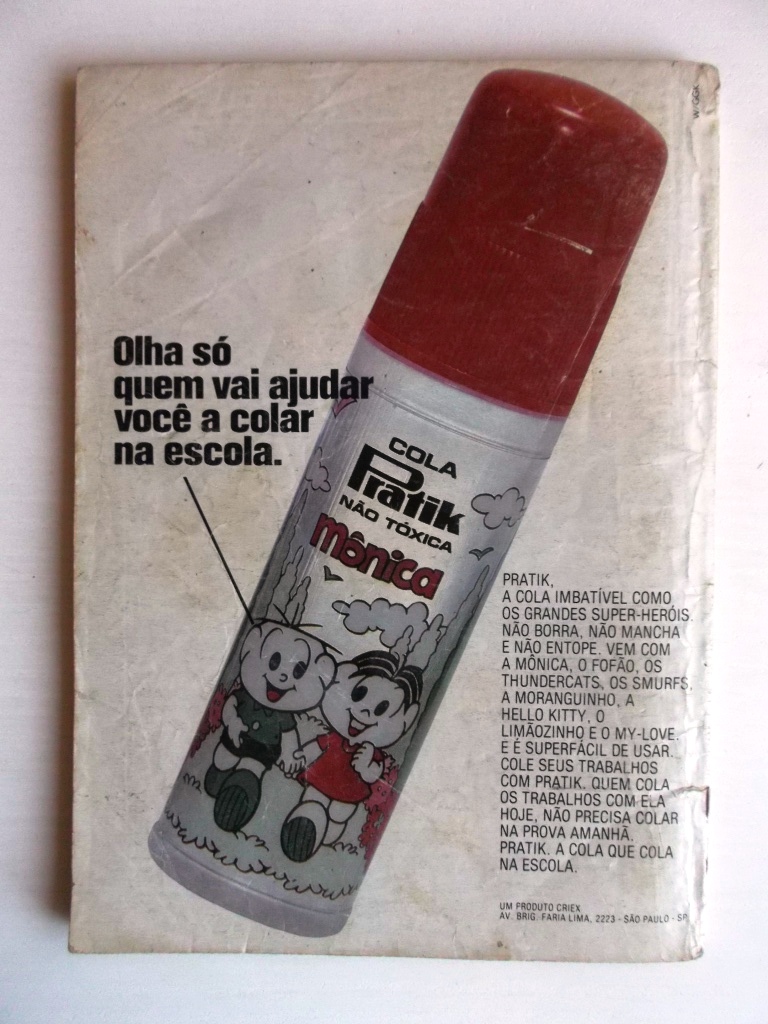 W/GGK
Olha só
quem vai ajudar
você a colar
na escola.
COLA
Pratik
NÃO TÓXICA
Mônica
PRATIK,
A COLA IMBATÍVEL COMO
OS GRANDES SUPER-HERÓIS.
NÃO BORRA, NÃO MANCHA
E NÃO ENTOPE. VEM COM
A MÔNICA, O FOFÃO, OS
THUNDERCATS, OS SMURFS,
A MORANGUINHO, A
HELLO KITTY, O
LIMÃOZINHO E O MY-LOVE.
E É SUPERFÁCIL DE USAR.
COLE SEUS TRABALHOS
COM PRATIK. QUEM COLA
OS TRABALHOS COM ELA
HOJE, NÃO PRECISA COLAR
NA PROVA AMANHÃ.
PRATIK. A COLA QUE COLA
NA ESCOLA.
UM PRODUTO CRIEX
AV. BRIG. FARIA LIMA, 2223 - SÃO PAULO - SP